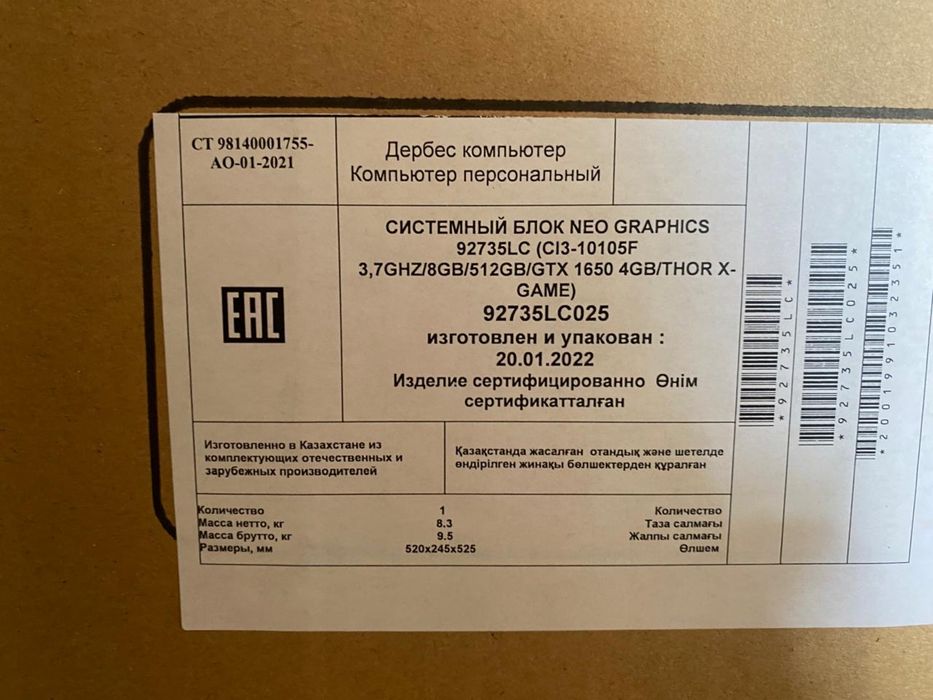 СТ 98140001755-
АО-01-2021
Дербес компьютер
Компьютер персональный
EAC
СИСТЕМНЫЙ БЛОК NEO GRAPHICS
92735LC (CI3-10105F
3,7GHZ/8GB/512GB/GTX 1650 4GB/THOR X-
GAME)
92735LC025
изготовлен и упакован :
20.01.2022
Изделие сертифицированно Өнім
сертификатталған
Изготовленно в Казахстане из
комплектующих отечественных и
зарубежных производителей
Қазақстанда жасалған отандық және шетелде
өндірілген жинақы бөлшектерден құралған
Количество 1 Количество
Масса нетто, кг 8.3 Таза салмағы
Масса брутто, кг 9.5 Жалпы салмағы
Размеры, мм 520x245x525 Өлшем
*92735LC*
*92735LC025*
*2001991032351*